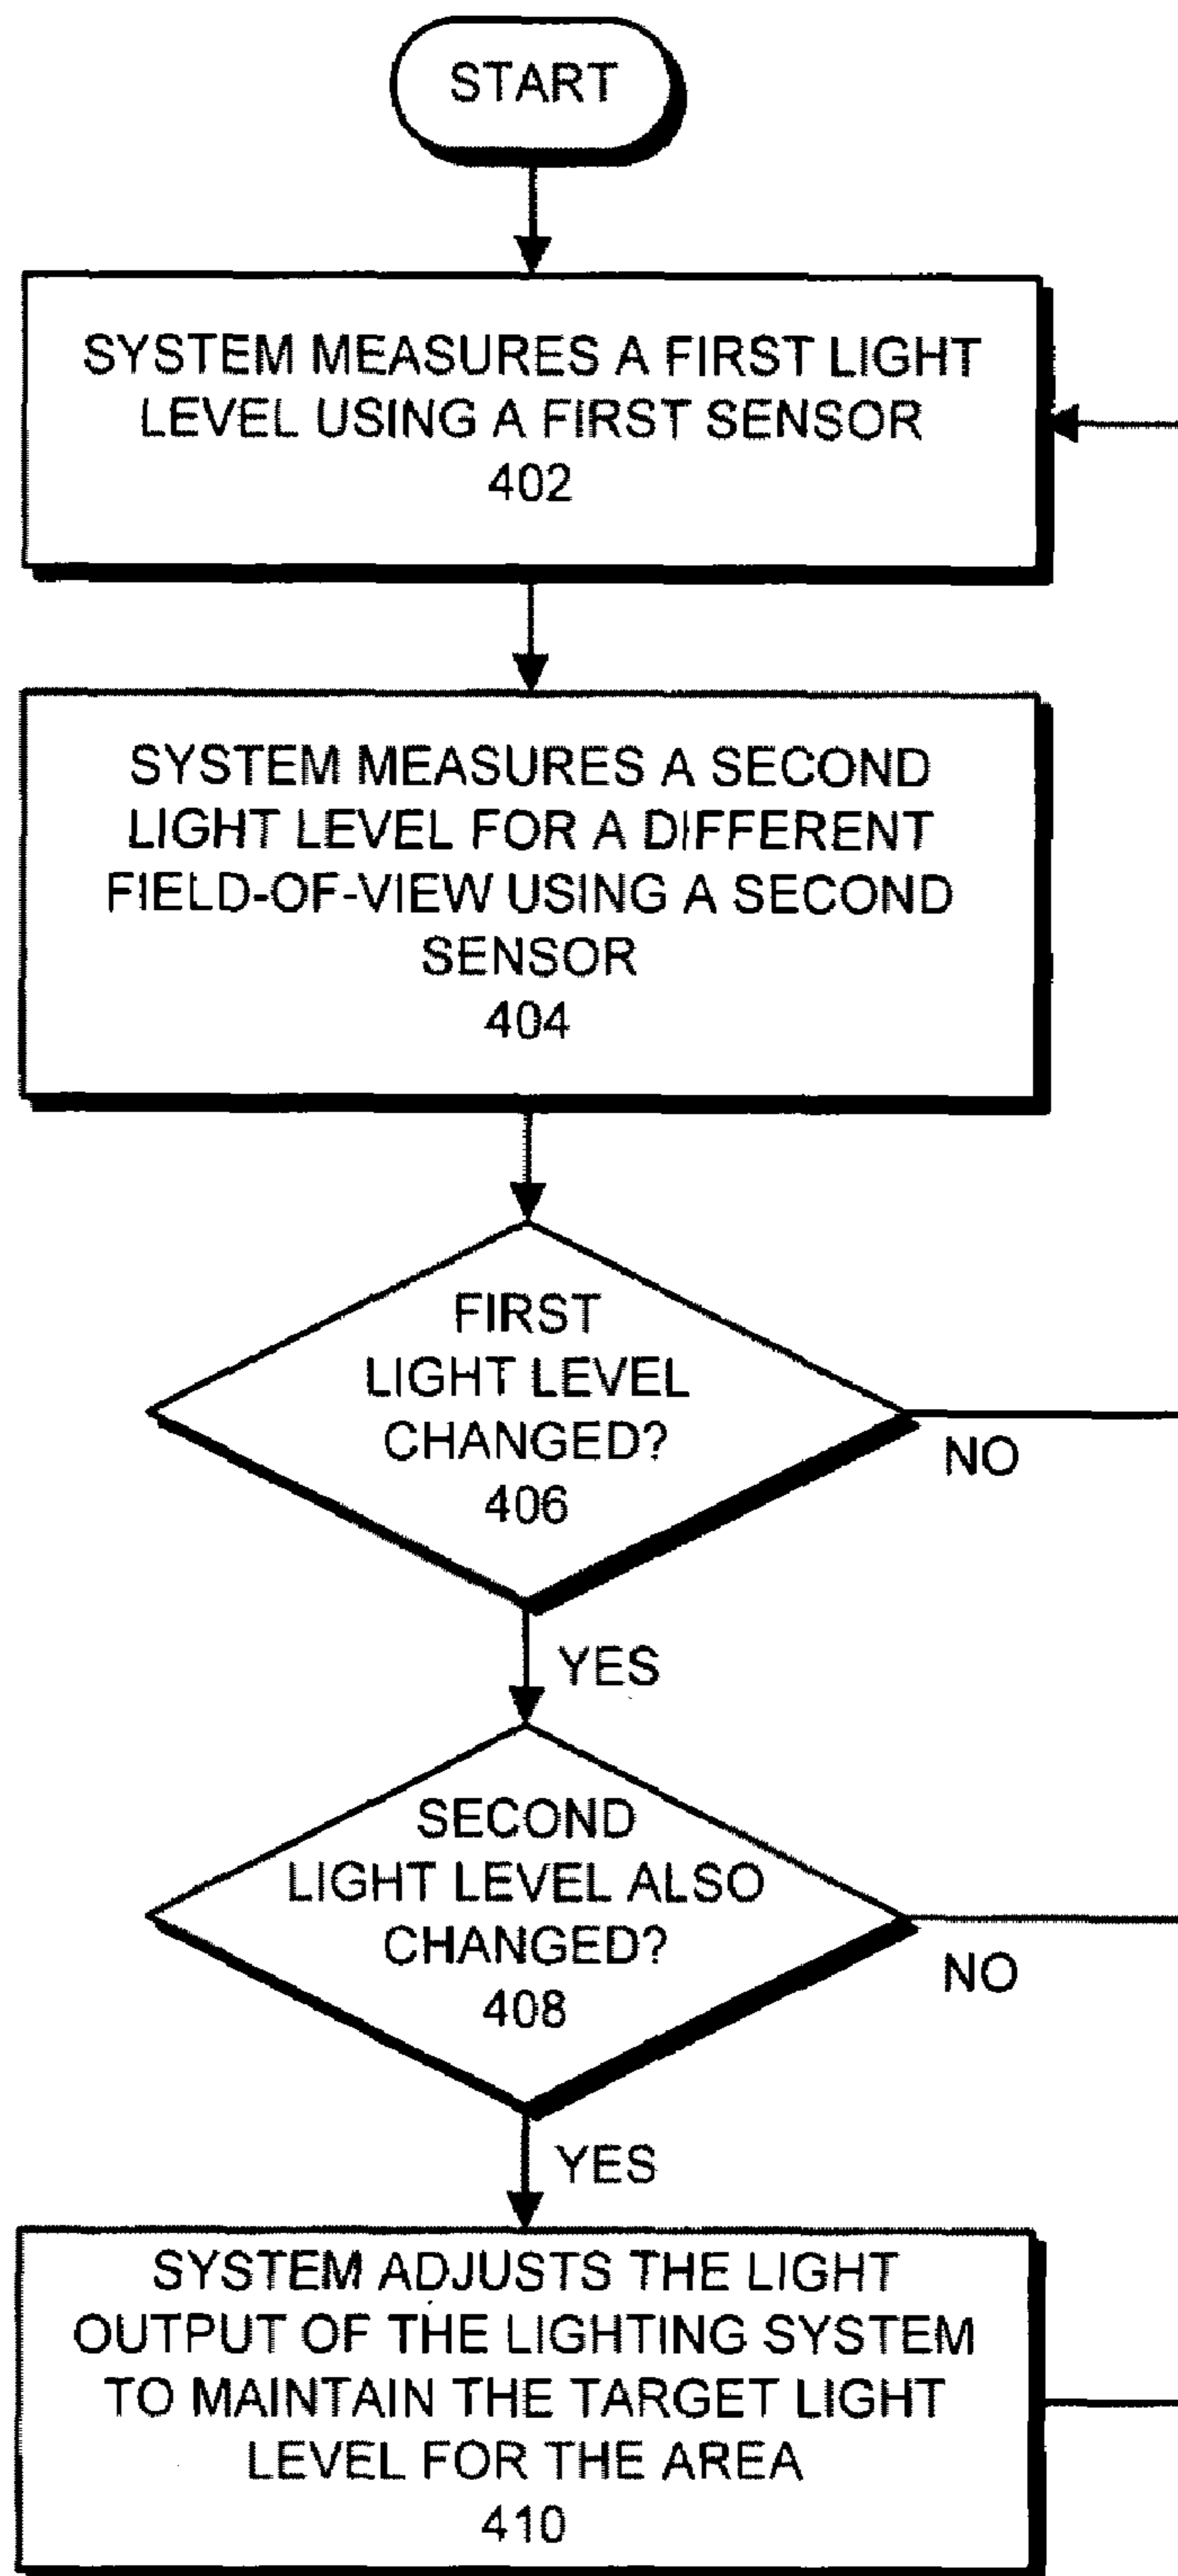 START
SYSTEM MEASURES A FIRST LIGHT
LEVEL USING A FIRST SENSOR
402
SYSTEM MEASURES A SECOND
LIGHT LEVEL FOR A DIFFERENT
FIELD-OF-VIEW USING A SECOND
SENSOR
404
FIRST
LIGHT LEVEL
CHANGED?
406
NO
YES
SECOND
LIGHT LEVEL ALSO
CHANGED?
408
NO
YES
SYSTEM ADJUSTS THE LIGHT
OUTPUT OF THE LIGHTING SYSTEM
TO MAINTAIN THE TARGET LIGHT
LEVEL FOR THE AREA
410